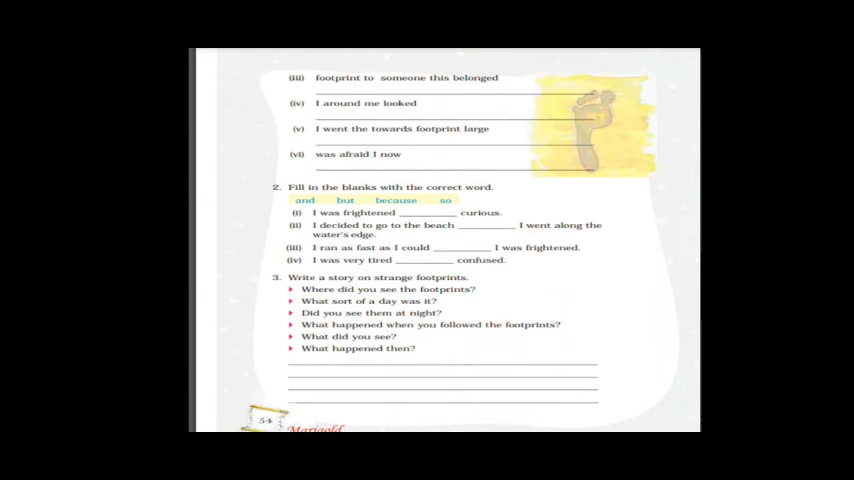 (iii) footprint to someone this belonged
(iv) I around me looked
(v) I went the towards footprint large
(vi) was afraid I now
2. Fill in the blanks with the correct word.
and but because so
(i) I was frightened __________ curious.
(ii) I decided to go to the beach __________ I went along the
water's edge.
(iii) I ran as fast as I could __________ I was frightened.
(iv) I was very tired __________ confused.
3. Write a story on strange footprints.
Where did you see the footprints?
What sort of a day was it?
Did you see them at night?
What happened when you followed the footprints?
What did you see?
What happened then?
54
Marigold